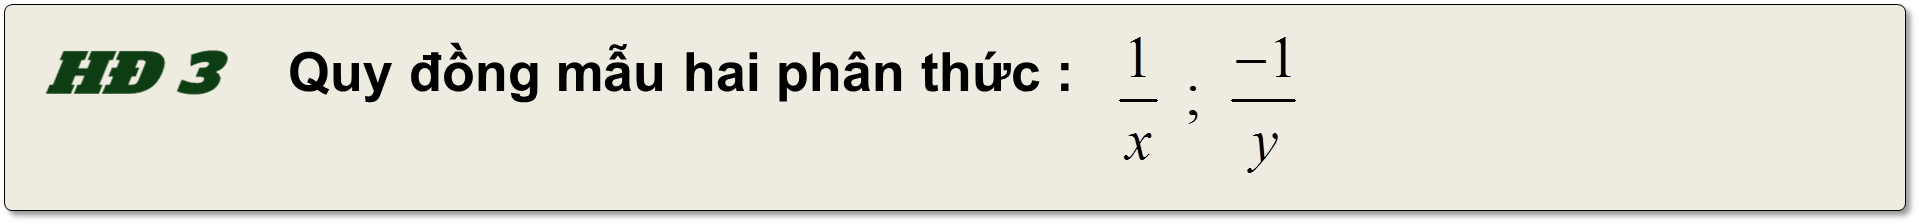 HĐ 3 Quy đồng mẫu hai phân thức : 1/x ; -1/y